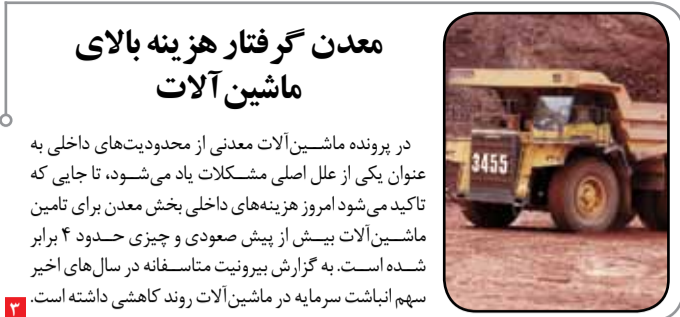 معدن گرفتار هزینه بالای
ماشین‌آلات
در پرونده ماشین‌آلات معدنی از محدودیت‌های داخلی به
عنوان یکی از علل اصلی مشکلات یاد می‌شود، تا جایی که
تاکید می‌شود امروز هزینه‌های داخلی بخش معدن برای تامین
ماشین‌آلات بیش از پیش صعودی و چیزی حدود ۴ برابر
شده است. به گزارش بیرونیت متاسفانه در سال‌های اخیر
سهم انباشت سرمایه در ماشین‌آلات روند کاهشی داشته است.
۳
3455